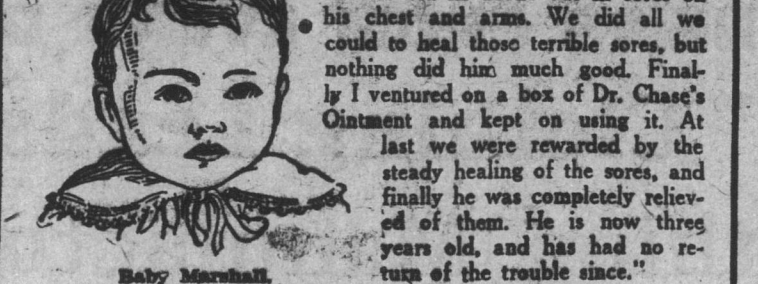 his chest and arms. We did all we
could to heal those terrible sores, but
nothing did him much good. Final-
ly I ventured on a box of Dr. Chase's
Ointment and kept on using it. At
last we were rewarded by the
steady healing of the sores, and
finally he was completely reliev-
ed of them. He is now three
years old, and has had no re-
turn of the trouble since."
Baby Marshall.